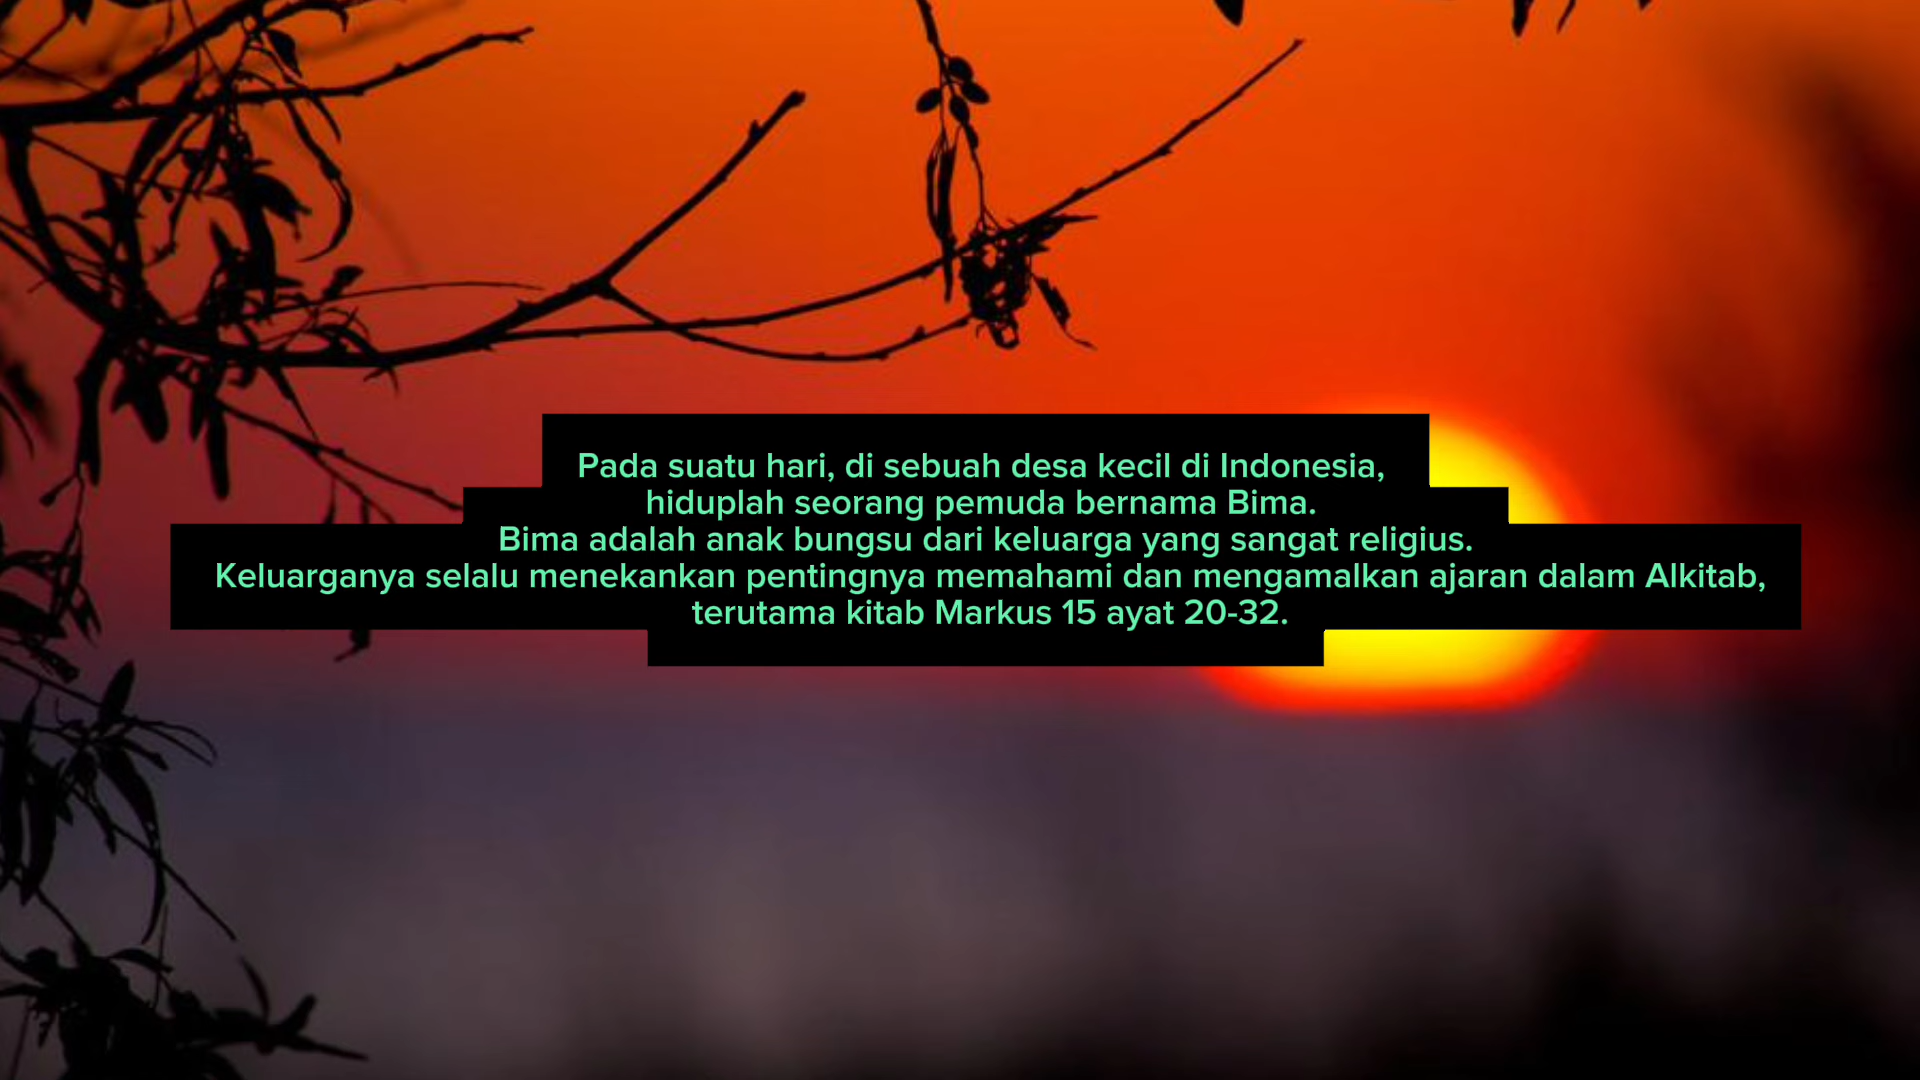 Pada suatu hari, di sebuah desa kecil di Indonesia,
hiduplah seorang pemuda bernama Bima.
Bima adalah anak bungsu dari keluarga yang sangat religius.
Keluarganya selalu menekankan pentingnya memahami dan mengamalkan ajaran dalam Alkitab,
terutama kitab Markus 15 ayat 20-32.